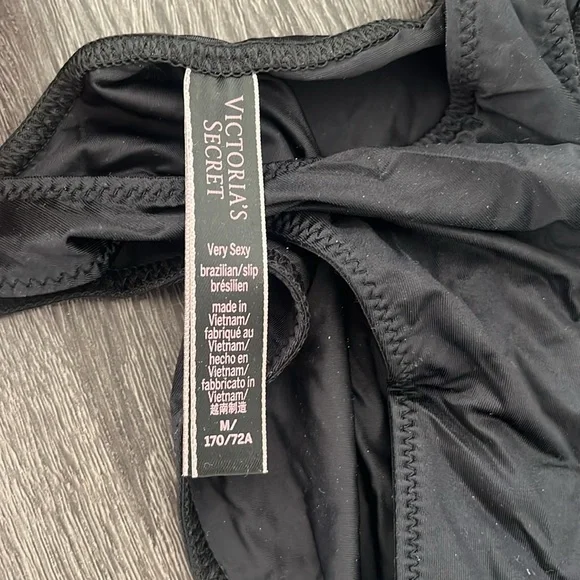 VICTORIA'S
SECRET
Very Sexy
brazilian/slip
brésilien
made in
Vietnam/
fabriqué au
Vietnam/
hecho en
Vietnam/
fabbricato in
Vietnam/
越南制造
M/
170/72A